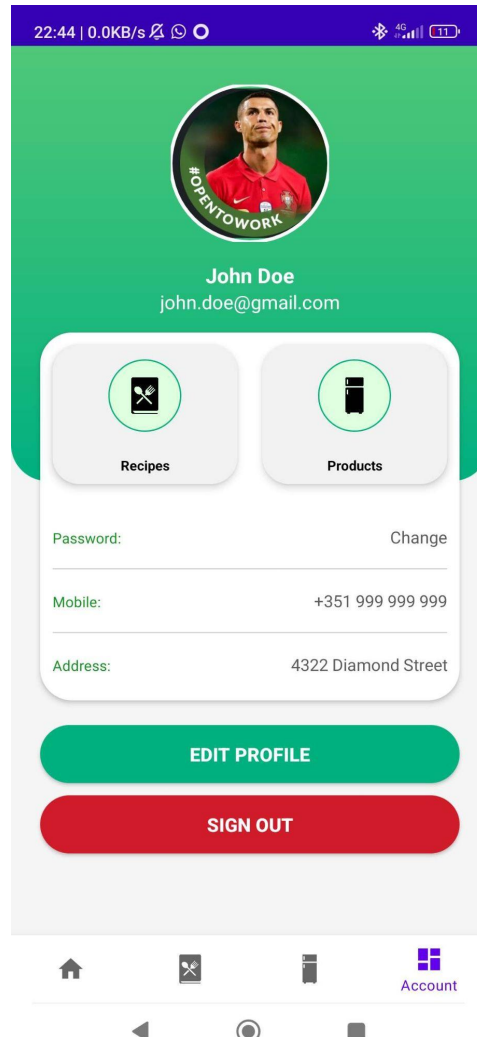 22:44 | 0.0KB/s
4G
11
#OPENTOWORK
John Doe
john.doe@gmail.com
Recipes
Products
Password:
Change
Mobile:
+351 999 999 999
Address:
4322 Diamond Street
EDIT PROFILE
SIGN OUT
Account